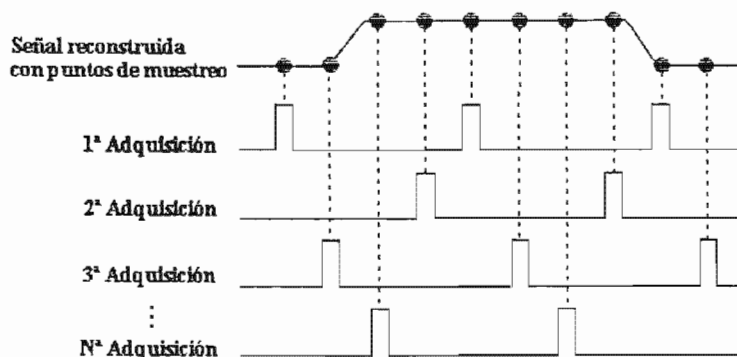 Señal reconstruida
con puntos de muestreo
1ª Adquisición
2ª Adquisición
3ª Adquisición
⋮
Nª Adquisición